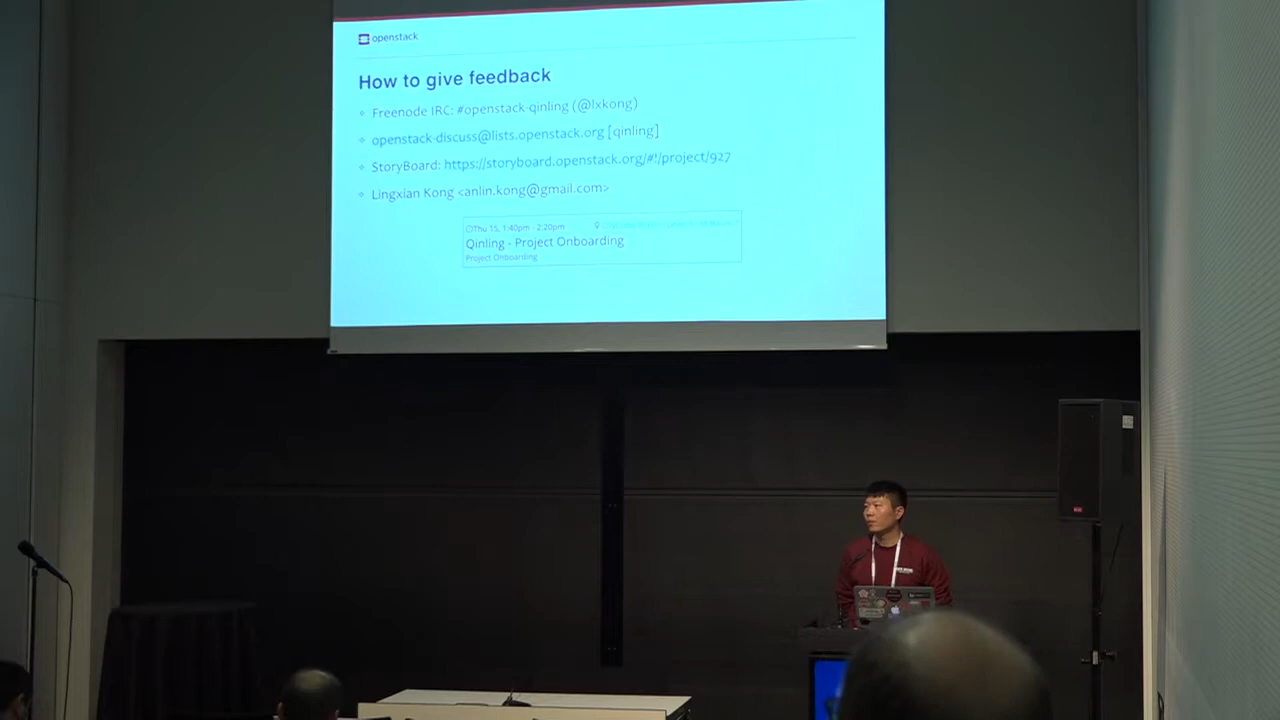 openstack
How to give feedback
Freenode IRC: #openstack-qinling (@lxkong)
openstack-discuss@lists.openstack.org [qinling]
StoryBoard: https://storyboard.openstack.org/#!/project/927
Lingxian Kong <anlin.kong@gmail.com>
Thu 15, 1:40pm - 2:20pm
Qinling - Project Onboarding
Project Onboarding